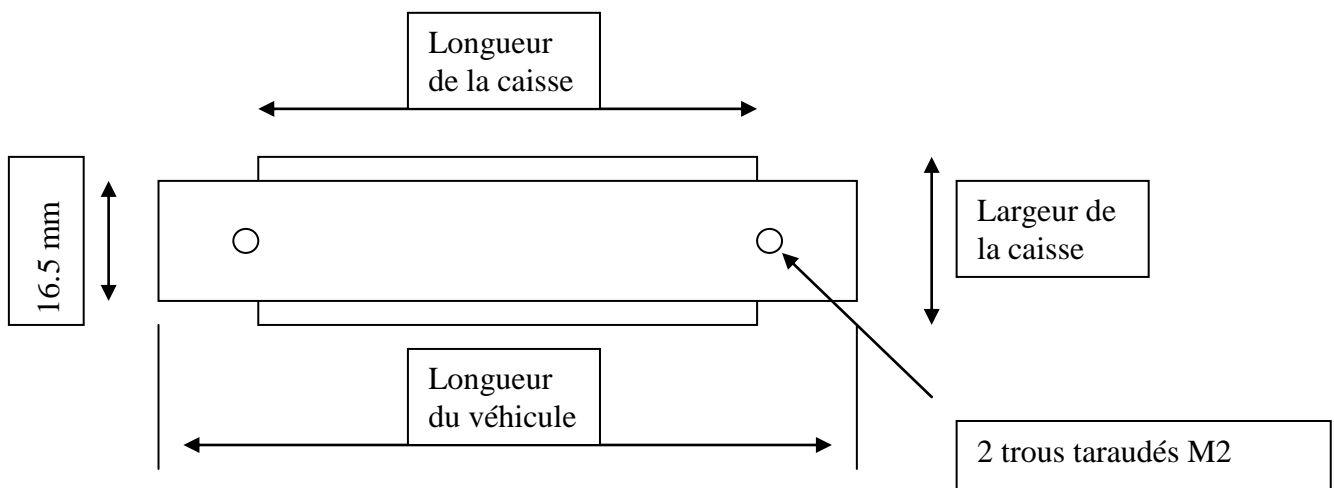 Longueur
de la caisse
16.5 mm
Largeur de
la caisse
Longueur
du véhicule
2 trous taraudés M2